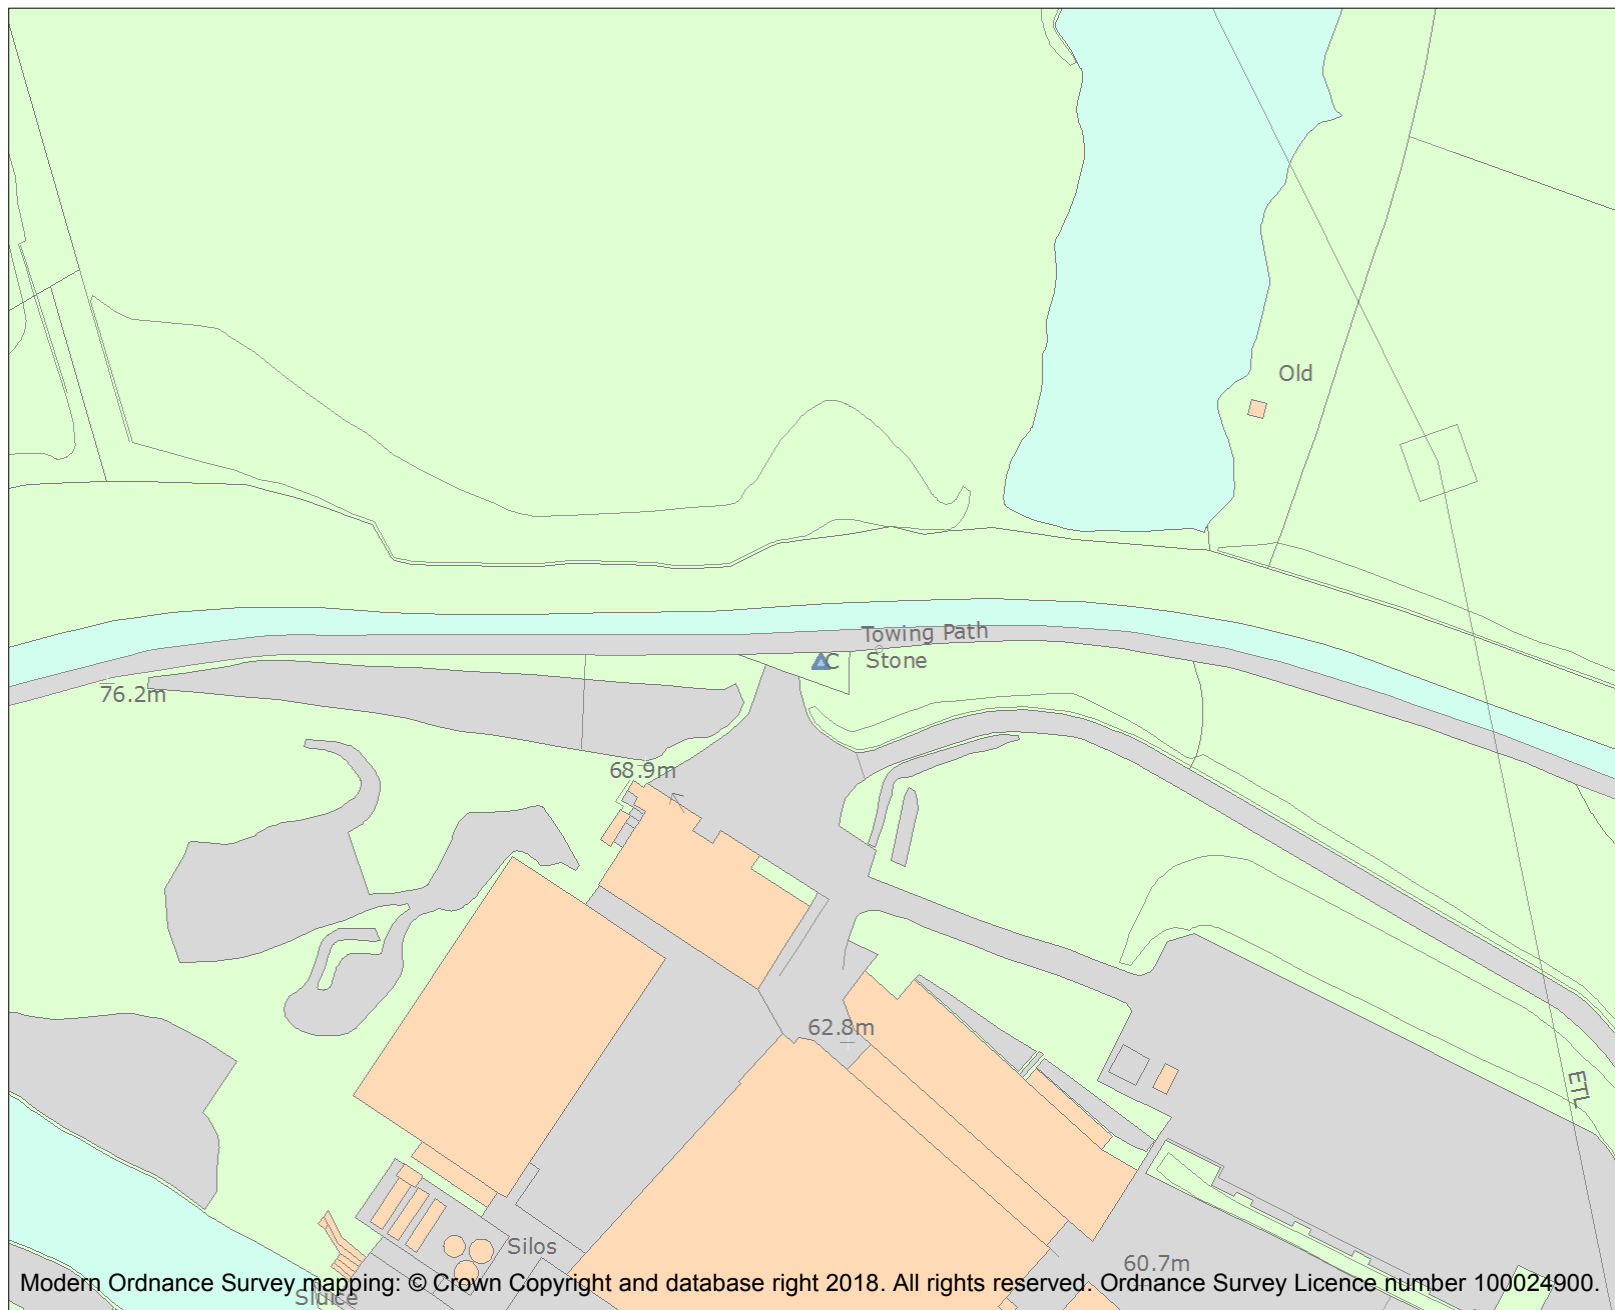 Old
Towing Path
C Stone
76.2m
68.9m
62.8m
ETL
Silos
60.7m
Modern Ordnance Survey mapping: © Crown Copyright and database right 2018. All rights reserved. Ordnance Survey Licence number 100024900.
Sluice